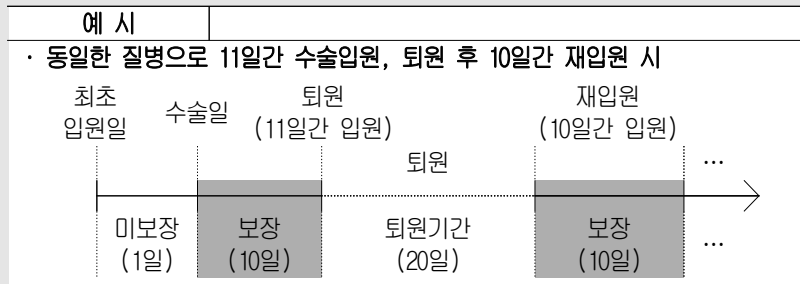 예 시
· 동일한 질병으로 11일간 수술입원, 퇴원 후 10일간 재입원 시
최초 입원일
수술일
퇴원
(11일간 입원)
재입원
(10일간 입원)
퇴원
…
미보장
(1일)
보장
(10일)
퇴원기간
(20일)
보장
(10일)
…